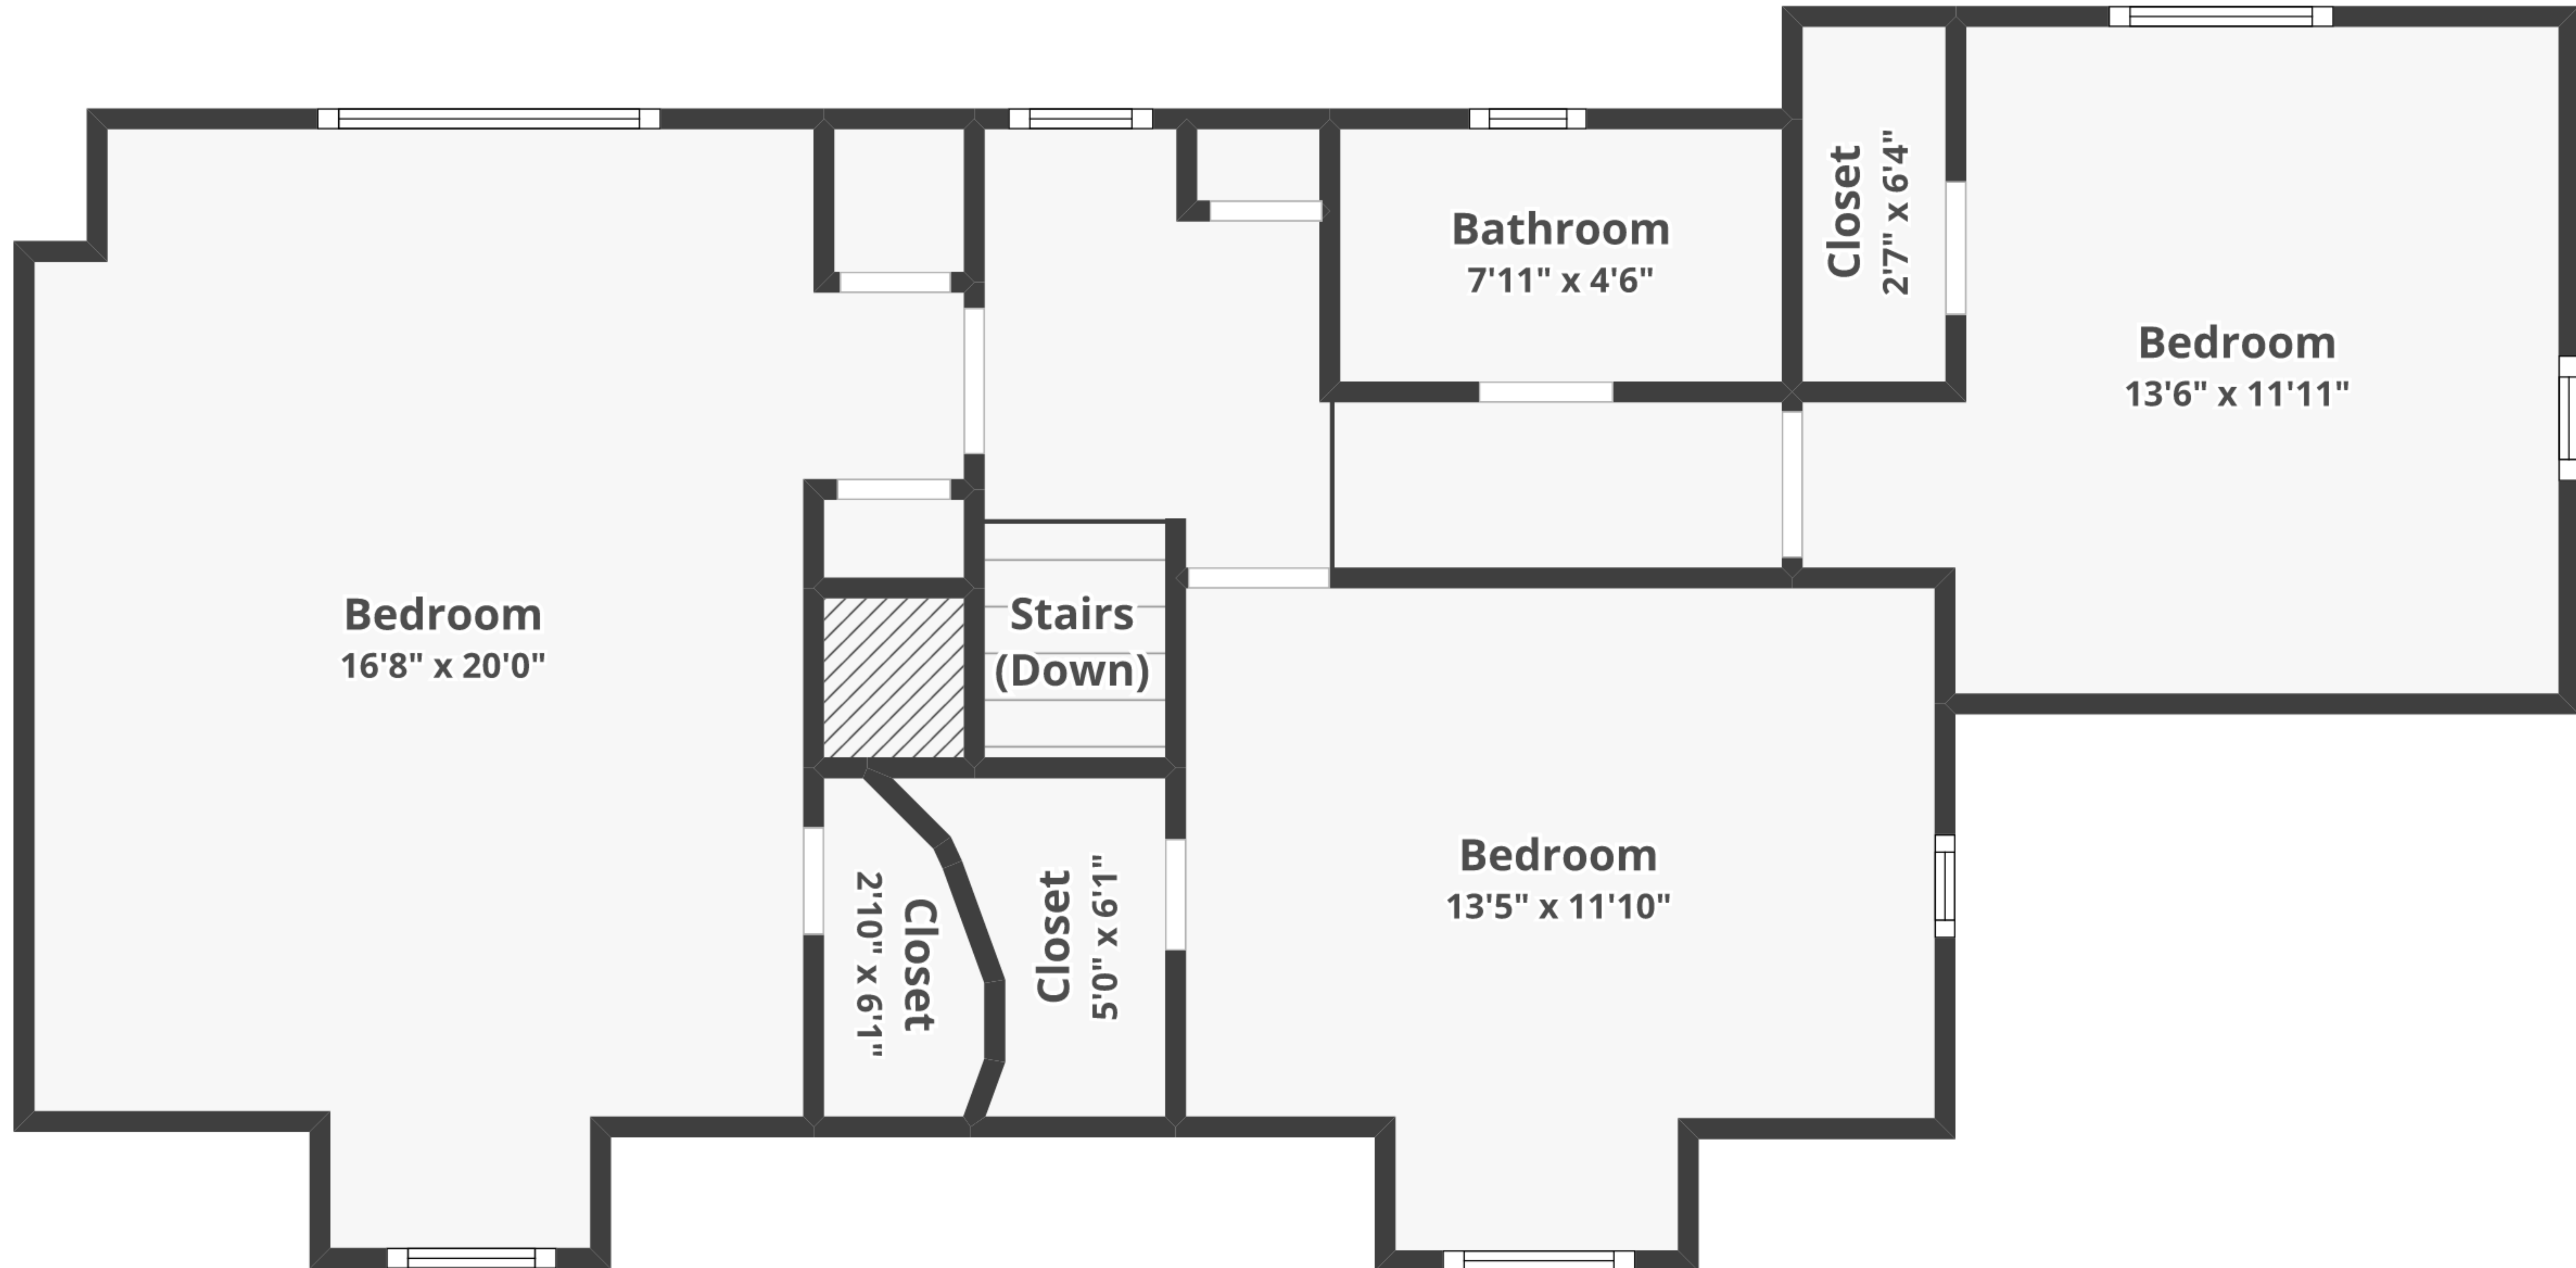 Bathroom
7'11" x 4'6"
Closet
2'7" x 6'4"
Bedroom
13'6" x 11'11"
Bedroom
16'8" x 20'0"
Stairs
(Down)
Closet
2'10" x 6'1"
Closet
5'0" x 6'1"
Bedroom
13'5" x 11'10"